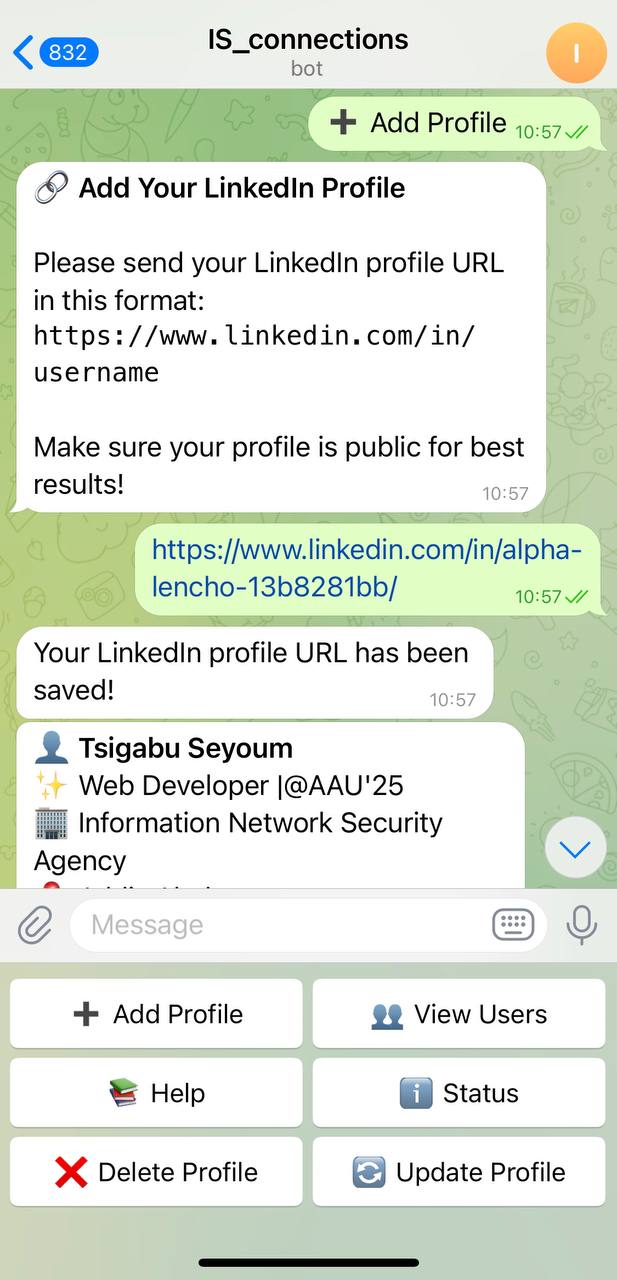 832
IS_connections
bot
I
➕ Add Profile 10:57
🔗 Add Your LinkedIn Profile
Please send your LinkedIn profile URL
in this format:
https://www.linkedin.com/in/
username
Make sure your profile is public for best
results! 10:57
https://www.linkedin.com/in/alpha-
lencho-13b8281bb/ 10:57
Your LinkedIn profile URL has been
saved! 10:57
👤 Tsigabu Seyoum
✨ Web Developer |@AAU'25
🏢 Information Network Security
Agency
Message
➕ Add Profile
👥 View Users
📚 Help
ℹ️ Status
❌ Delete Profile
🔄 Update Profile